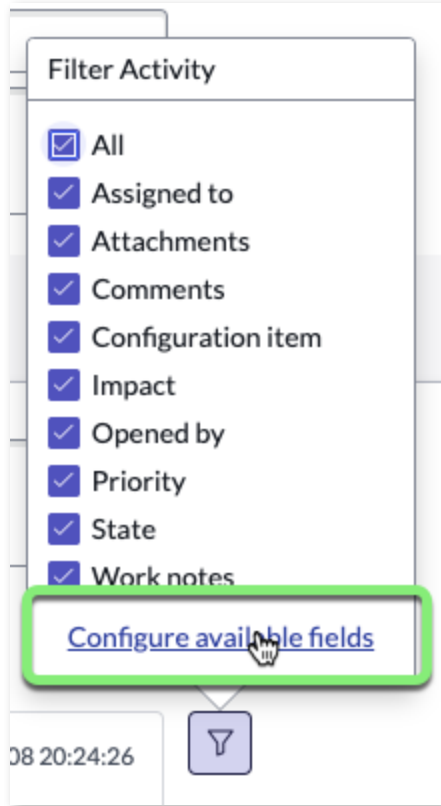 Filter Activity
All
Assigned to
Attachments
Comments
Configuration item
Impact
Opened by
Priority
State
Work notes
Configure available fields
08 20:24:26